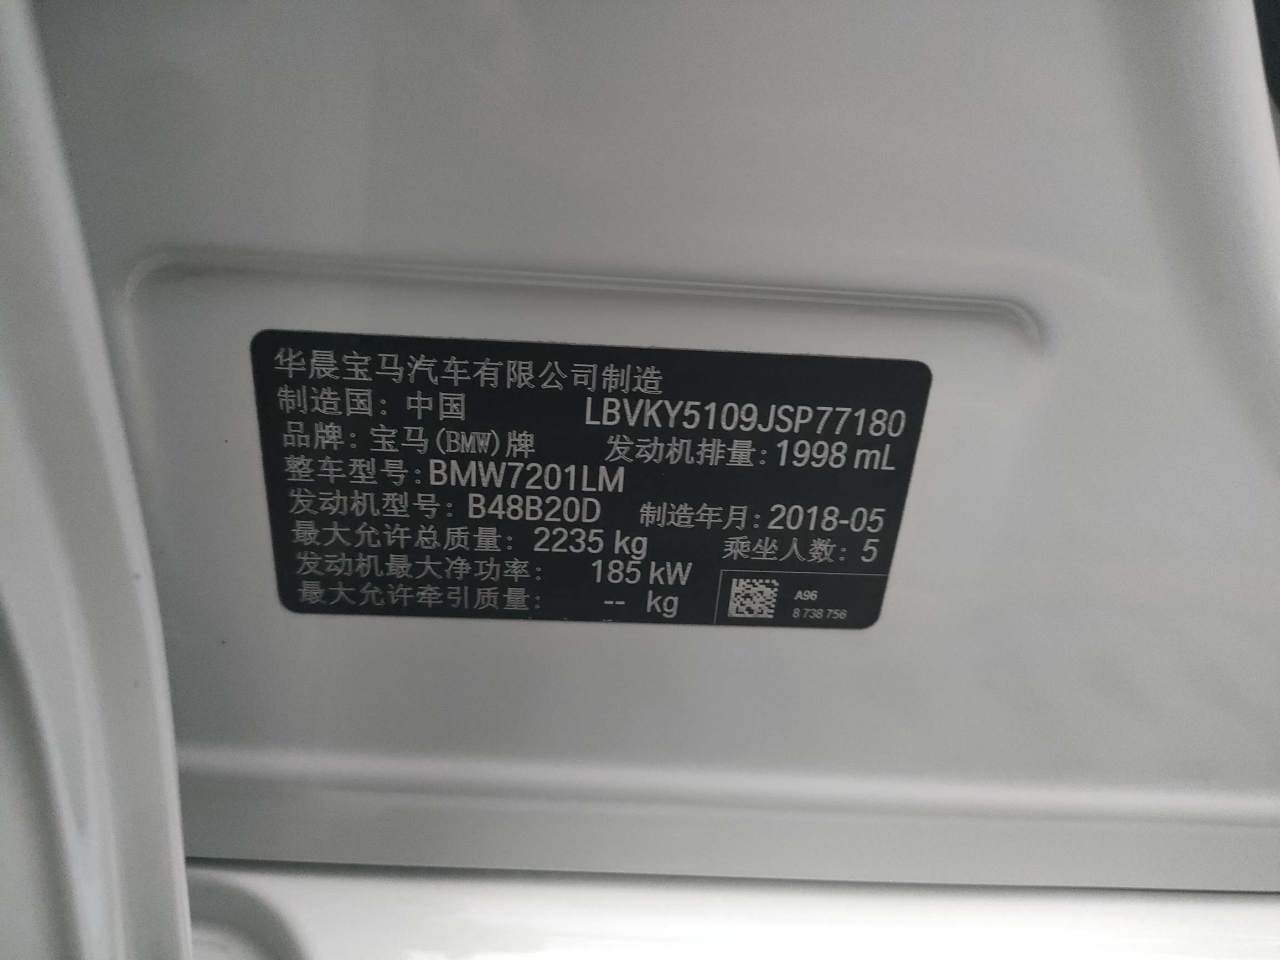 华晨宝马汽车有限公司制造
制造国：中国 LBVKY5109JSP77180
品牌：宝马(BMW)牌 发动机排量：1998 mL
整车型号：BMW7201LM
发动机型号：B48B20D 制造年月：2018-05
最大允许总质量：2235 kg 乘坐人数：5
发动机最大净功率：185 kW
最大允许牵引质量：-- kg
A96
8 738 756